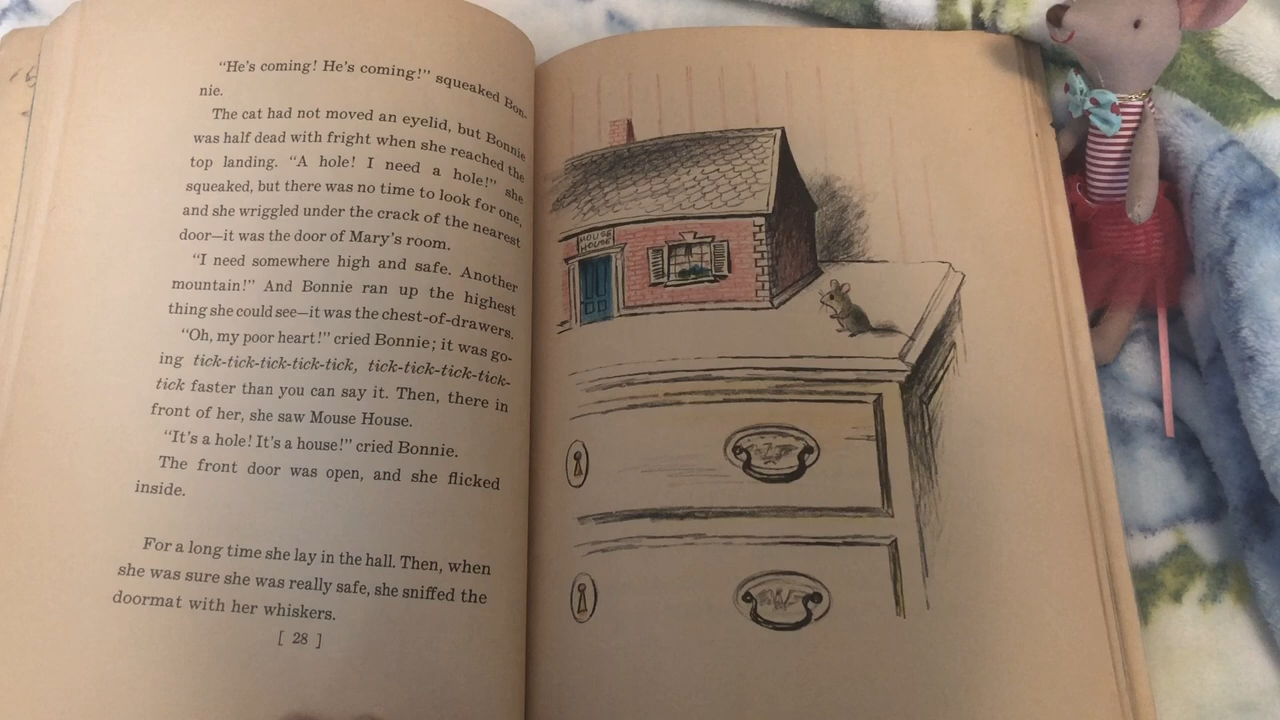 “He's coming! He's coming!” squeaked Bon-
nie.
The cat had not moved an eyelid, but Bonnie
was half dead with fright when she reached the
top landing. “A hole! I need a hole!” she
squeaked, but there was no time to look for one,
and she wriggled under the crack of the nearest
door—it was the door of Mary's room.
“I need somewhere high and safe. Another
mountain!” And Bonnie ran up the highest
thing she could see—it was the chest-of-drawers.
“Oh, my poor heart!” cried Bonnie; it was go-
ing tick-tick-tick-tick-tick, tick-tick-tick-tick-
tick faster than you can say it. Then, there in
front of her, she saw Mouse House.
“It's a hole! It's a house!” cried Bonnie.
The front door was open, and she flicked
inside.
For a long time she lay in the hall. Then, when
she was sure she was really safe, she sniffed the
doormat with her whiskers.
[ 28 ]
MOUSE
HOUSE